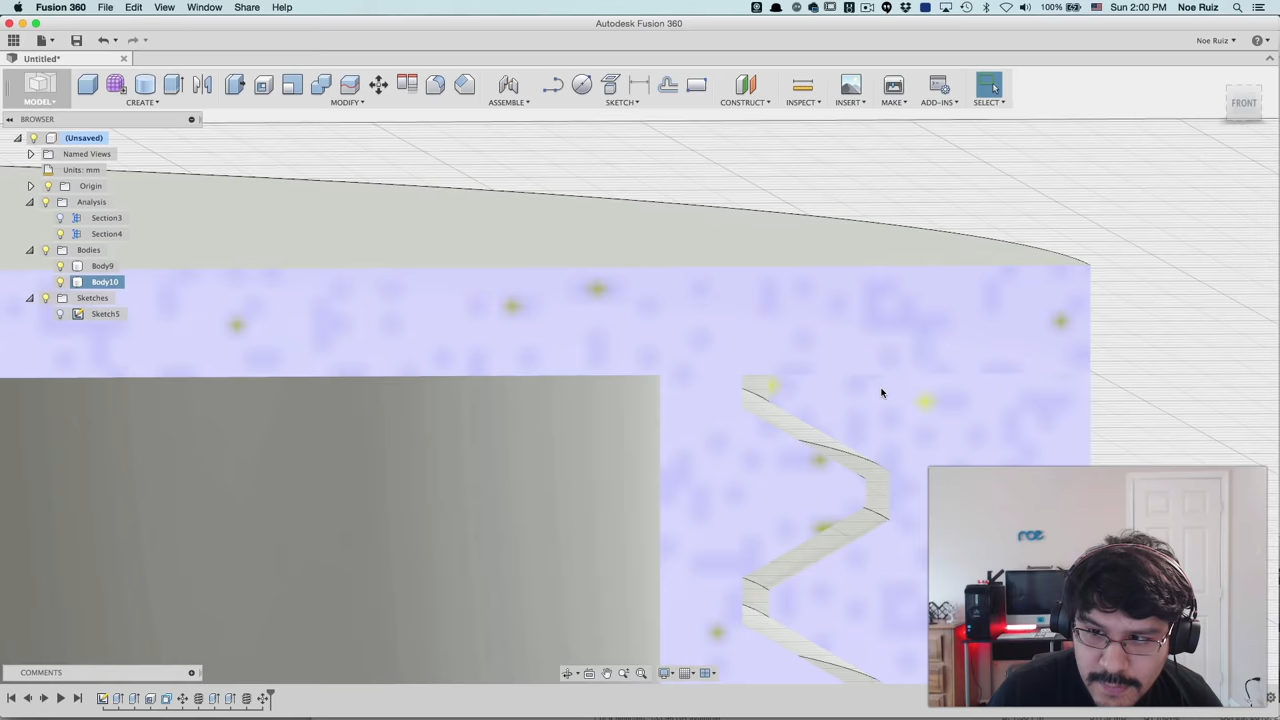 Fusion 360 File Edit View Window Share Help 100% Sun 2:00 PM Noe Ruiz
Autodesk Fusion 360
Noe Ruiz
Untitled*
MODEL CREATE MODIFY ASSEMBLE SKETCH CONSTRUCT INSPECT INSERT MAKE ADD-INS SELECT
FRONT
BROWSER
(Unsaved)
Named Views
Units: mm
Origin
Analysis
Section3
Section4
Bodies
Body9
Body10
Sketches
Sketch5
noe
COMMENTS